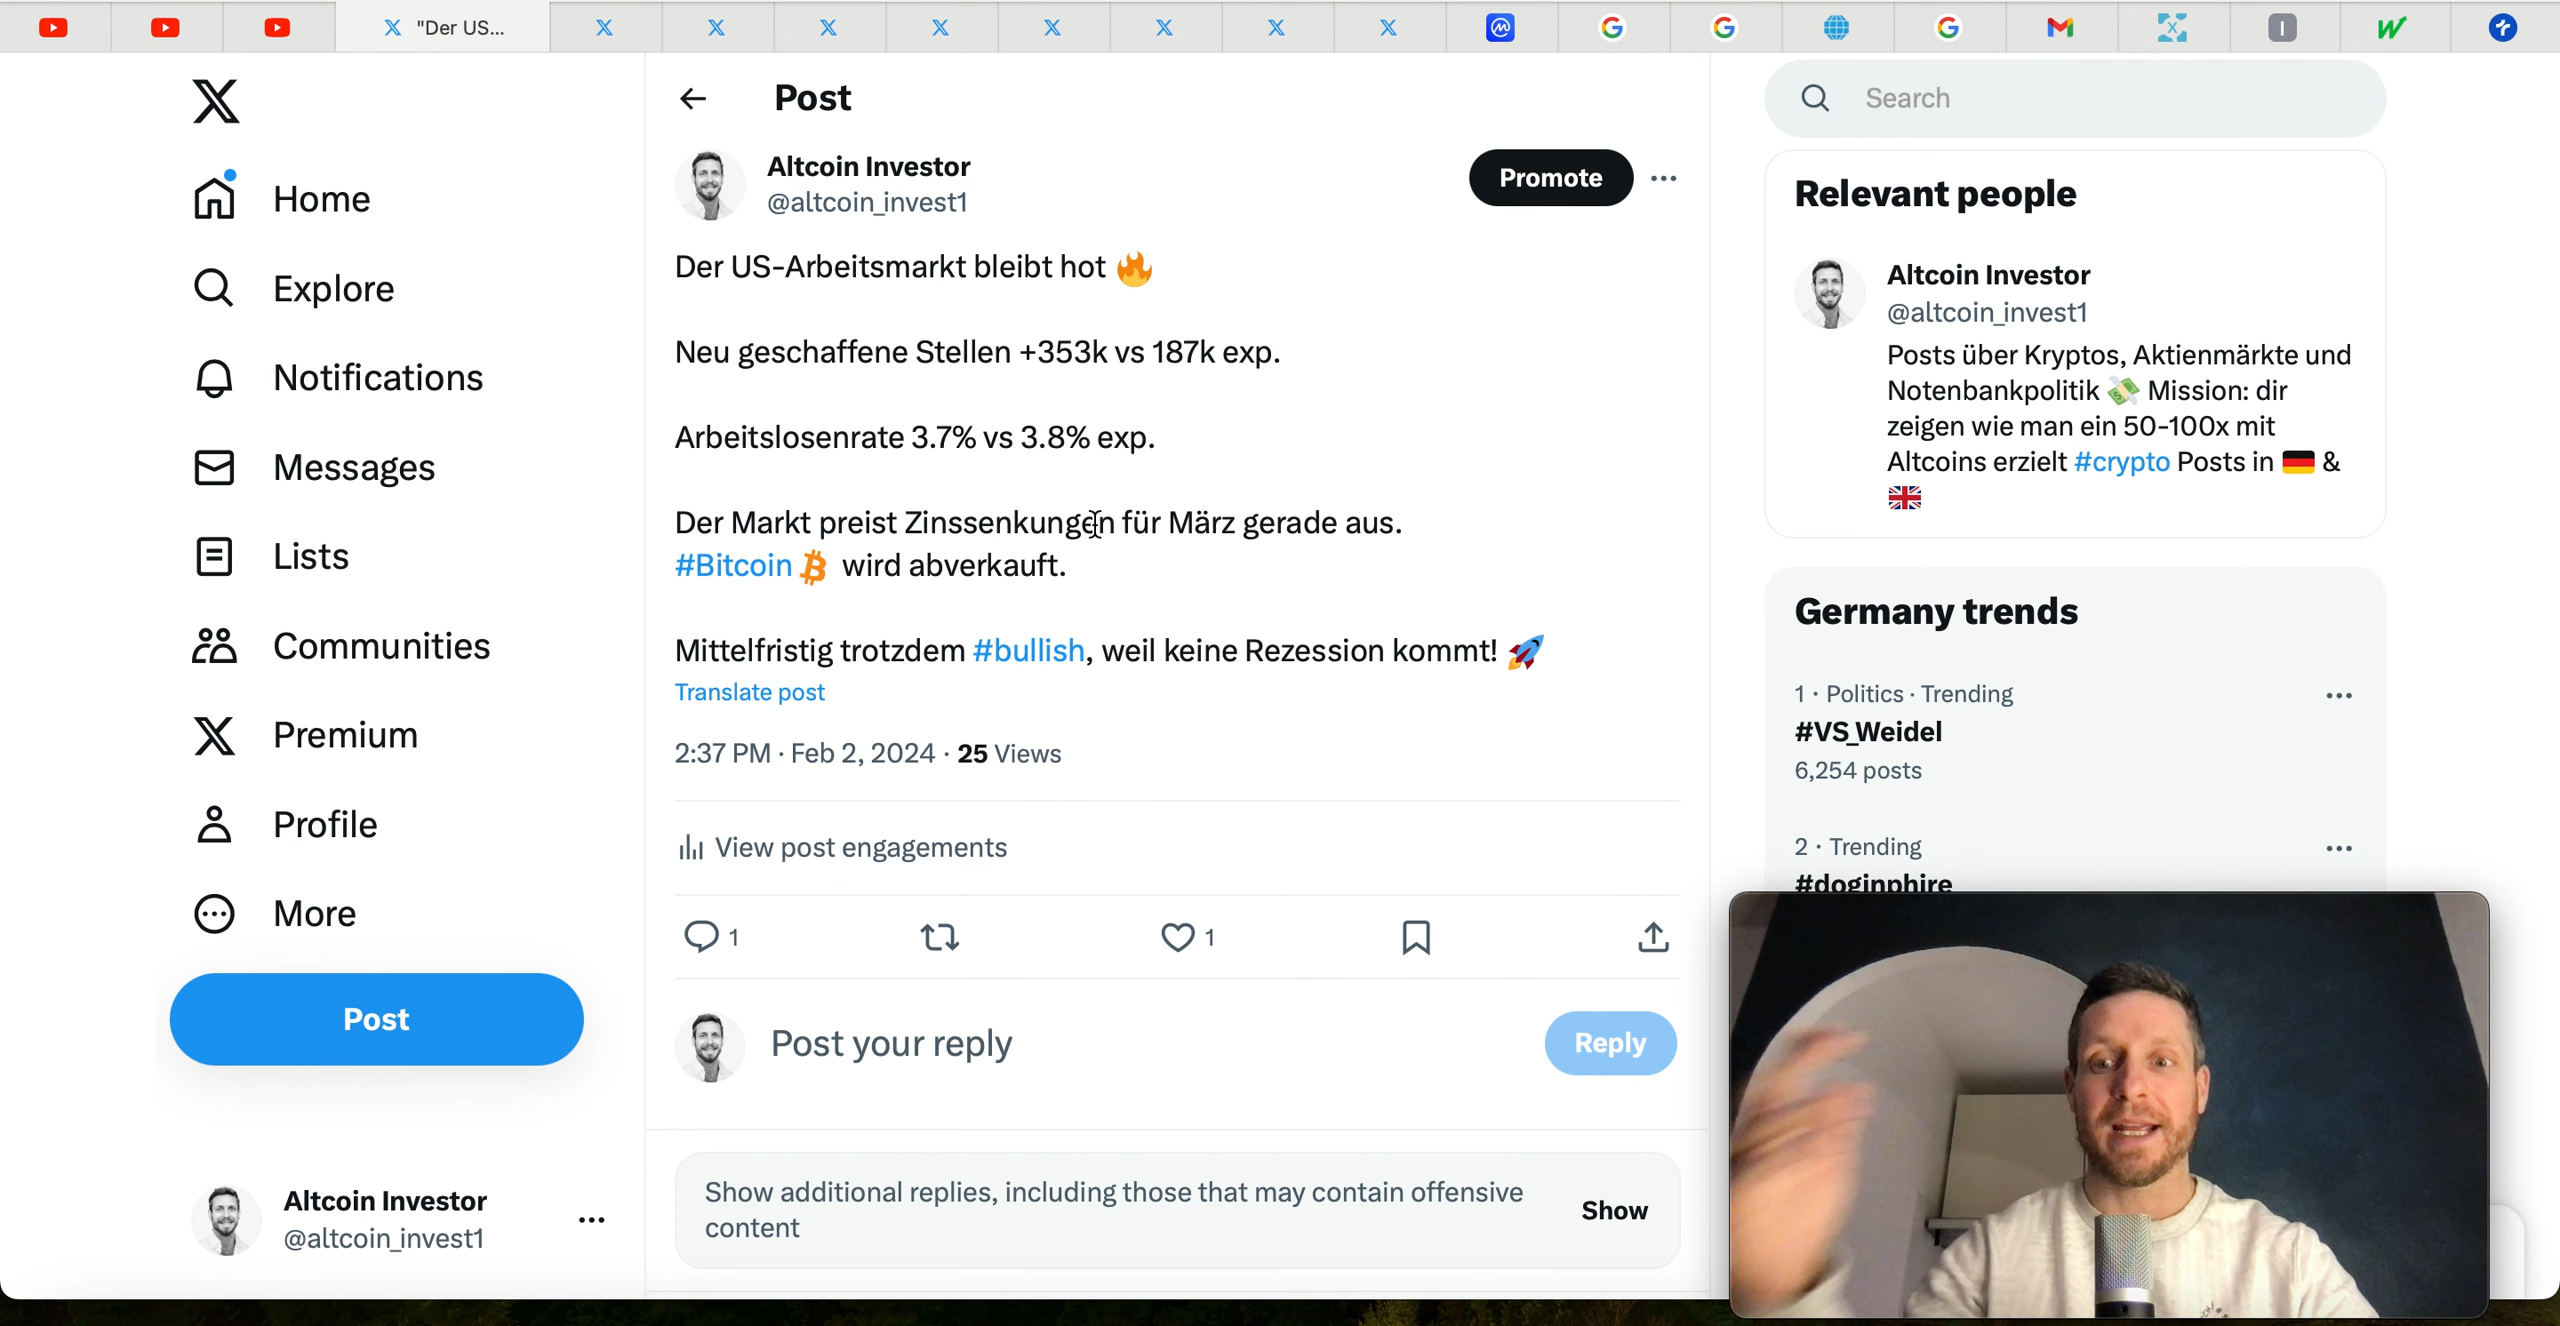 "Der US...
Home
Explore
Notifications
Messages
Lists
Communities
Premium
Profile
More
Post
Altcoin Investor
@altcoin_invest1
Post
Altcoin Investor
@altcoin_invest1
Promote
Der US-Arbeitsmarkt bleibt hot 🔥
Neu geschaffene Stellen +353k vs 187k exp.
Arbeitslosenrate 3.7% vs 3.8% exp.
Der Markt preist Zinssenkungen für März gerade aus.
#Bitcoin wird abverkauft.
Mittelfristig trotzdem #bullish, weil keine Rezession kommt! 🚀
Translate post
2:37 PM · Feb 2, 2024 · 25 Views
View post engagements
1 1
Post your reply
Reply
Show additional replies, including those that may contain offensive
content
Show
Search
Relevant people
Altcoin Investor
@altcoin_invest1
Posts über Kryptos, Aktienmärkte und
Notenbankpolitik 💸 Mission: dir
zeigen wie man ein 50-100x mit
Altcoins erzielt #crypto Posts in 🇩🇪 &
🇬🇧
Germany trends
1 · Politics · Trending
#VS_Weidel
6,254 posts
2 · Trending
#doginphire